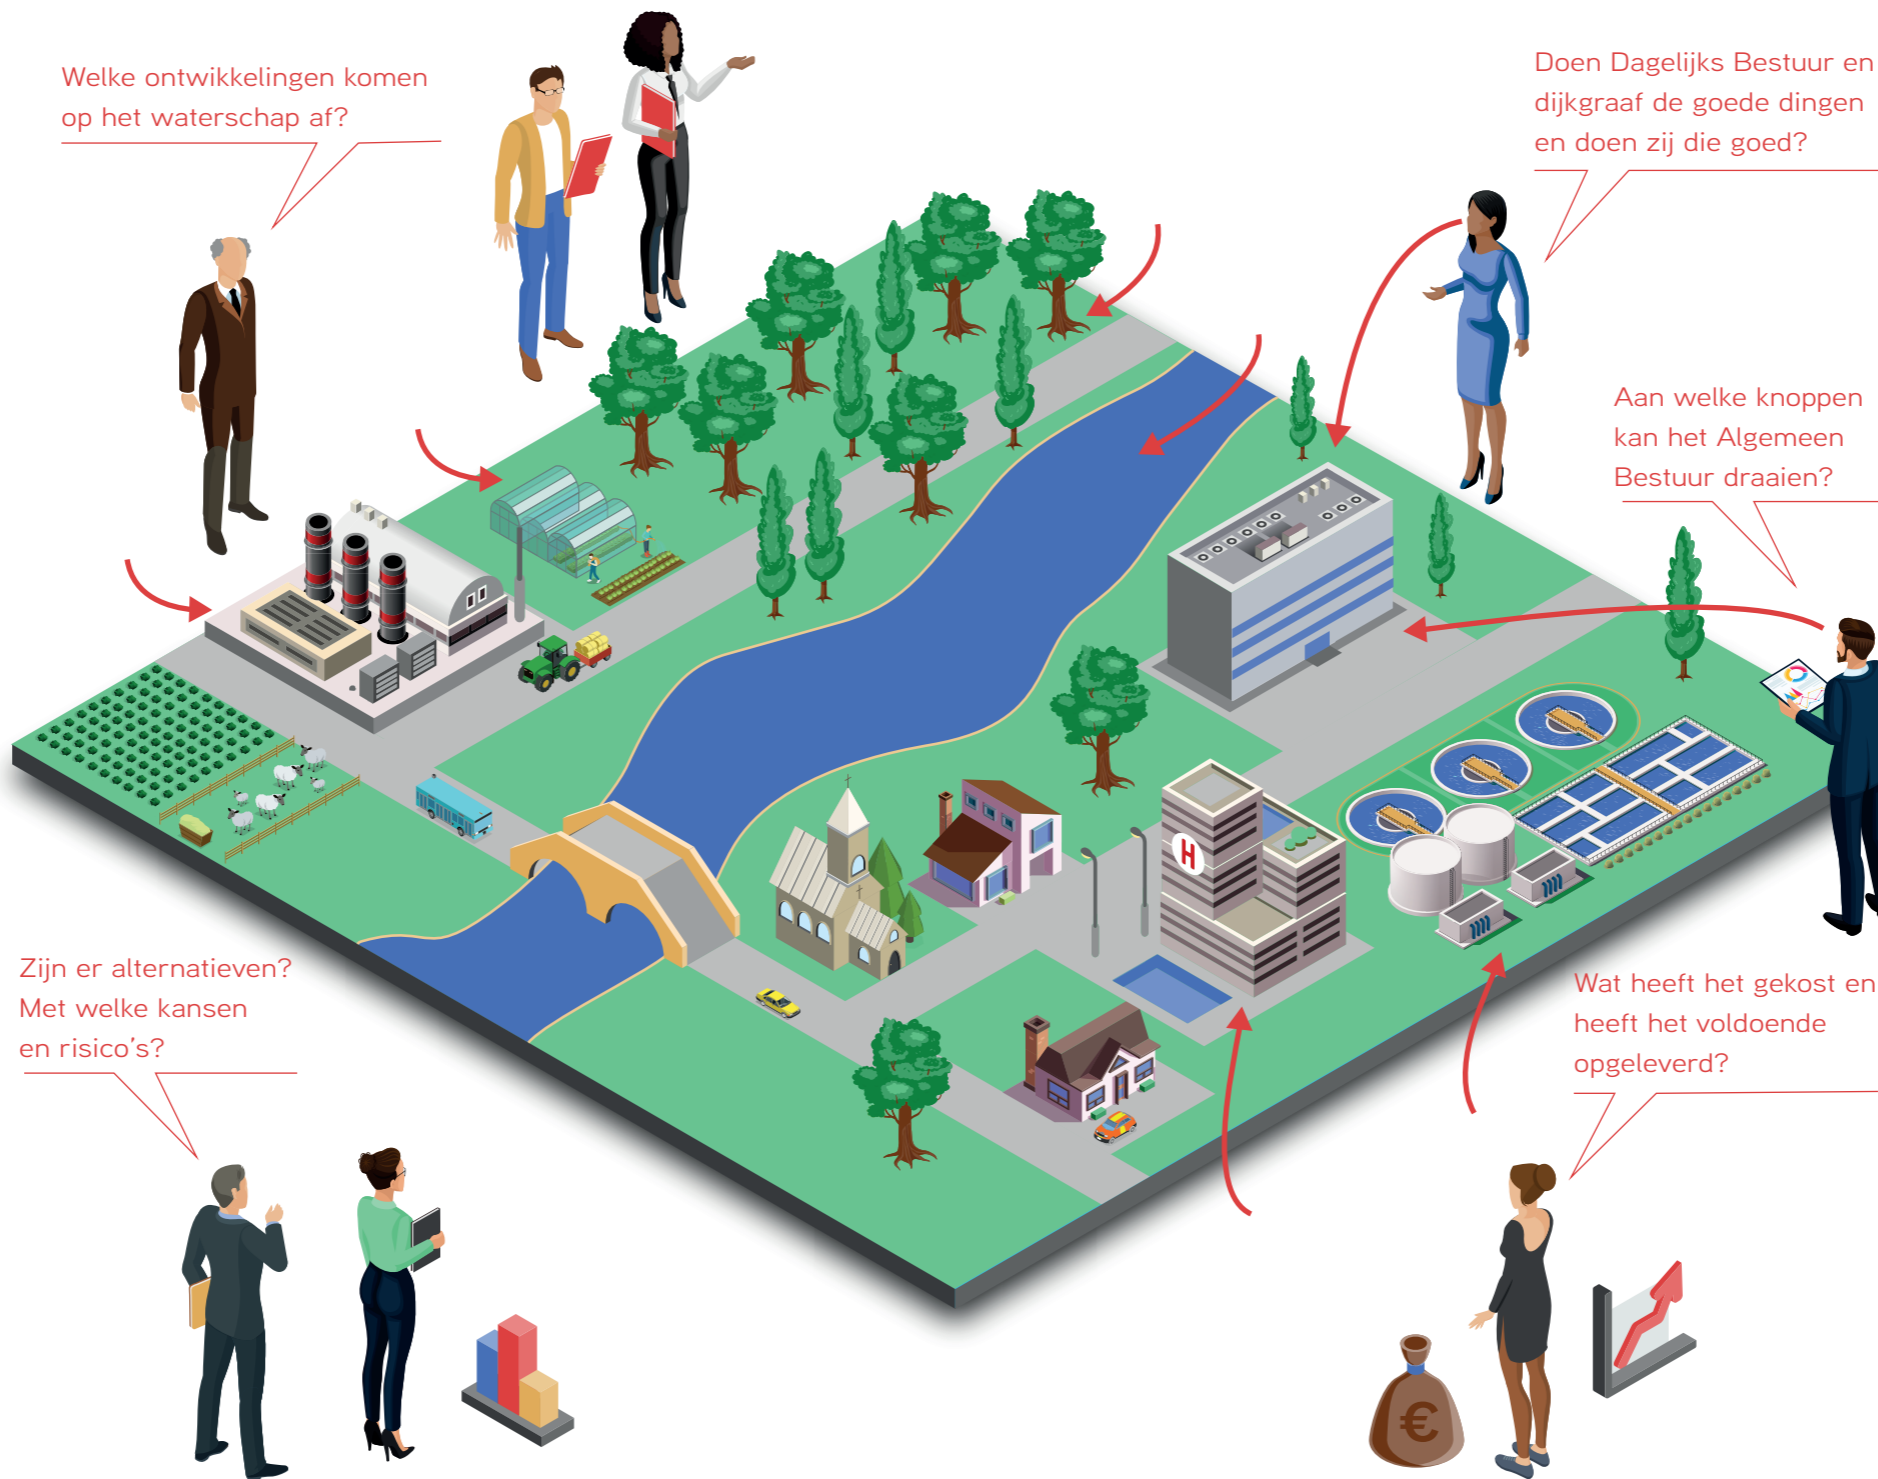 Welke ontwikkelingen komen
op het waterschap af?
Doen Dagelijks Bestuur en
dijkgraaf de goede dingen
en doen zij die goed?
Aan welke knoppen
kan het Algemeen
Bestuur draaien?
H
Zijn er alternatieven?
Met welke kansen
en risico's?
Wat heeft het gekost en
heeft het voldoende
opgeleverd?
€